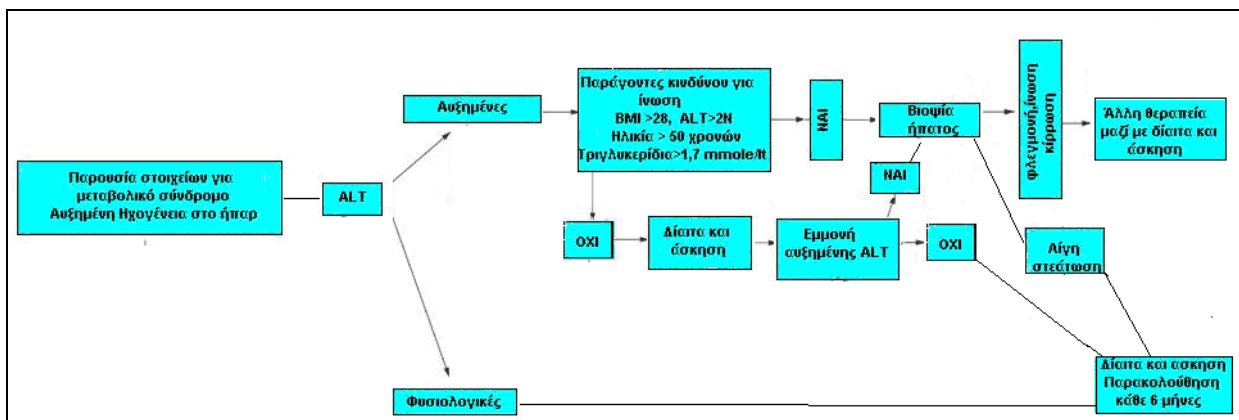 Παρουσία στοιχείων για
μεταβολικό σύνδρομο
Αυξημένη Ηχογένεια στο ήπαρ
ALT
Αυξημένες
Παράγοντες κινδύνου για
ίνωση
BMI >28, ALT>2N
Ηλικία > 50 χρονών
Τριγλυκερίδια>1,7 mmole/lt
ΝΑΙ
Βιοψία
ήπατος
φλεγμονή,ίνωση
κίρρωση
Άλλη θεραπεία
μαζί με δίαιτα και
άσκηση
ΟΧΙ
Δίαιτα και
άσκηση
Εμμονή
αυξημένης ALT
ΝΑΙ
ΟΧΙ
Λίγη
στεάτωση
Φυσιολογικές
Δίαιτα και ασκηση
Παρακολούθηση
κάθε 6 μήνες